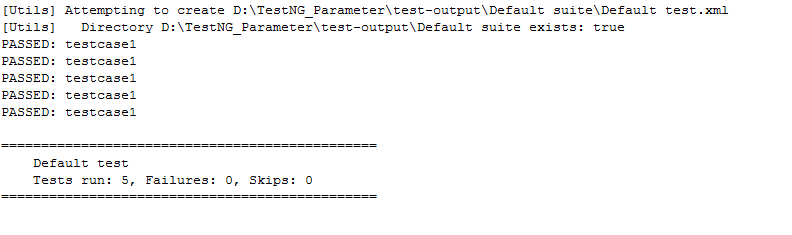 [Utils] Attempting to create D:\TestNG_Parameter\test-output\Default suite\Default test.xml
[Utils]   Directory D:\TestNG_Parameter\test-output\Default suite exists: true
PASSED: testcase1
PASSED: testcase1
PASSED: testcase1
PASSED: testcase1
PASSED: testcase1
===============================================
    Default test
    Tests run: 5, Failures: 0, Skips: 0
===============================================